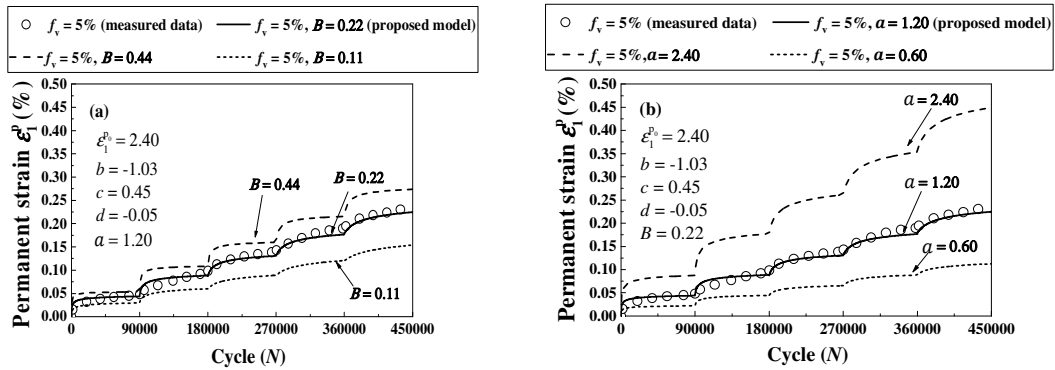 ○ f_v = 5% (measured data) — f_v = 5%, B = 0.22 (proposed model)
– – f_v = 5%, B = 0.44 ······ f_v = 5%, B = 0.11
Permanent strain ε₁ᵖ (%)
0.50
0.45
0.40
0.35
0.30
0.25
0.20
0.15
0.10
0.05
0.00
(a)
ε₁^{p₀} = 2.40
b = -1.03
c = 0.45
d = -0.05
a = 1.20
B = 0.44
B = 0.22
B = 0.11
0 90000 180000 270000 360000 450000
Cycle (N)
○ f_v = 5% (measured data) — f_v = 5%, a = 1.20 (proposed model)
– – f_v = 5%,a = 2.40 ······ f_v = 5%, a = 0.60
Permanent strain ε₁ᵖ (%)
0.50
0.45
0.40
0.35
0.30
0.25
0.20
0.15
0.10
0.05
0.00
(b)
ε₁^{p₀} = 2.40
b = -1.03
c = 0.45
d = -0.05
B = 0.22
a = 2.40
a = 1.20
a = 0.60
0 90000 180000 270000 360000 450000
Cycle (N)